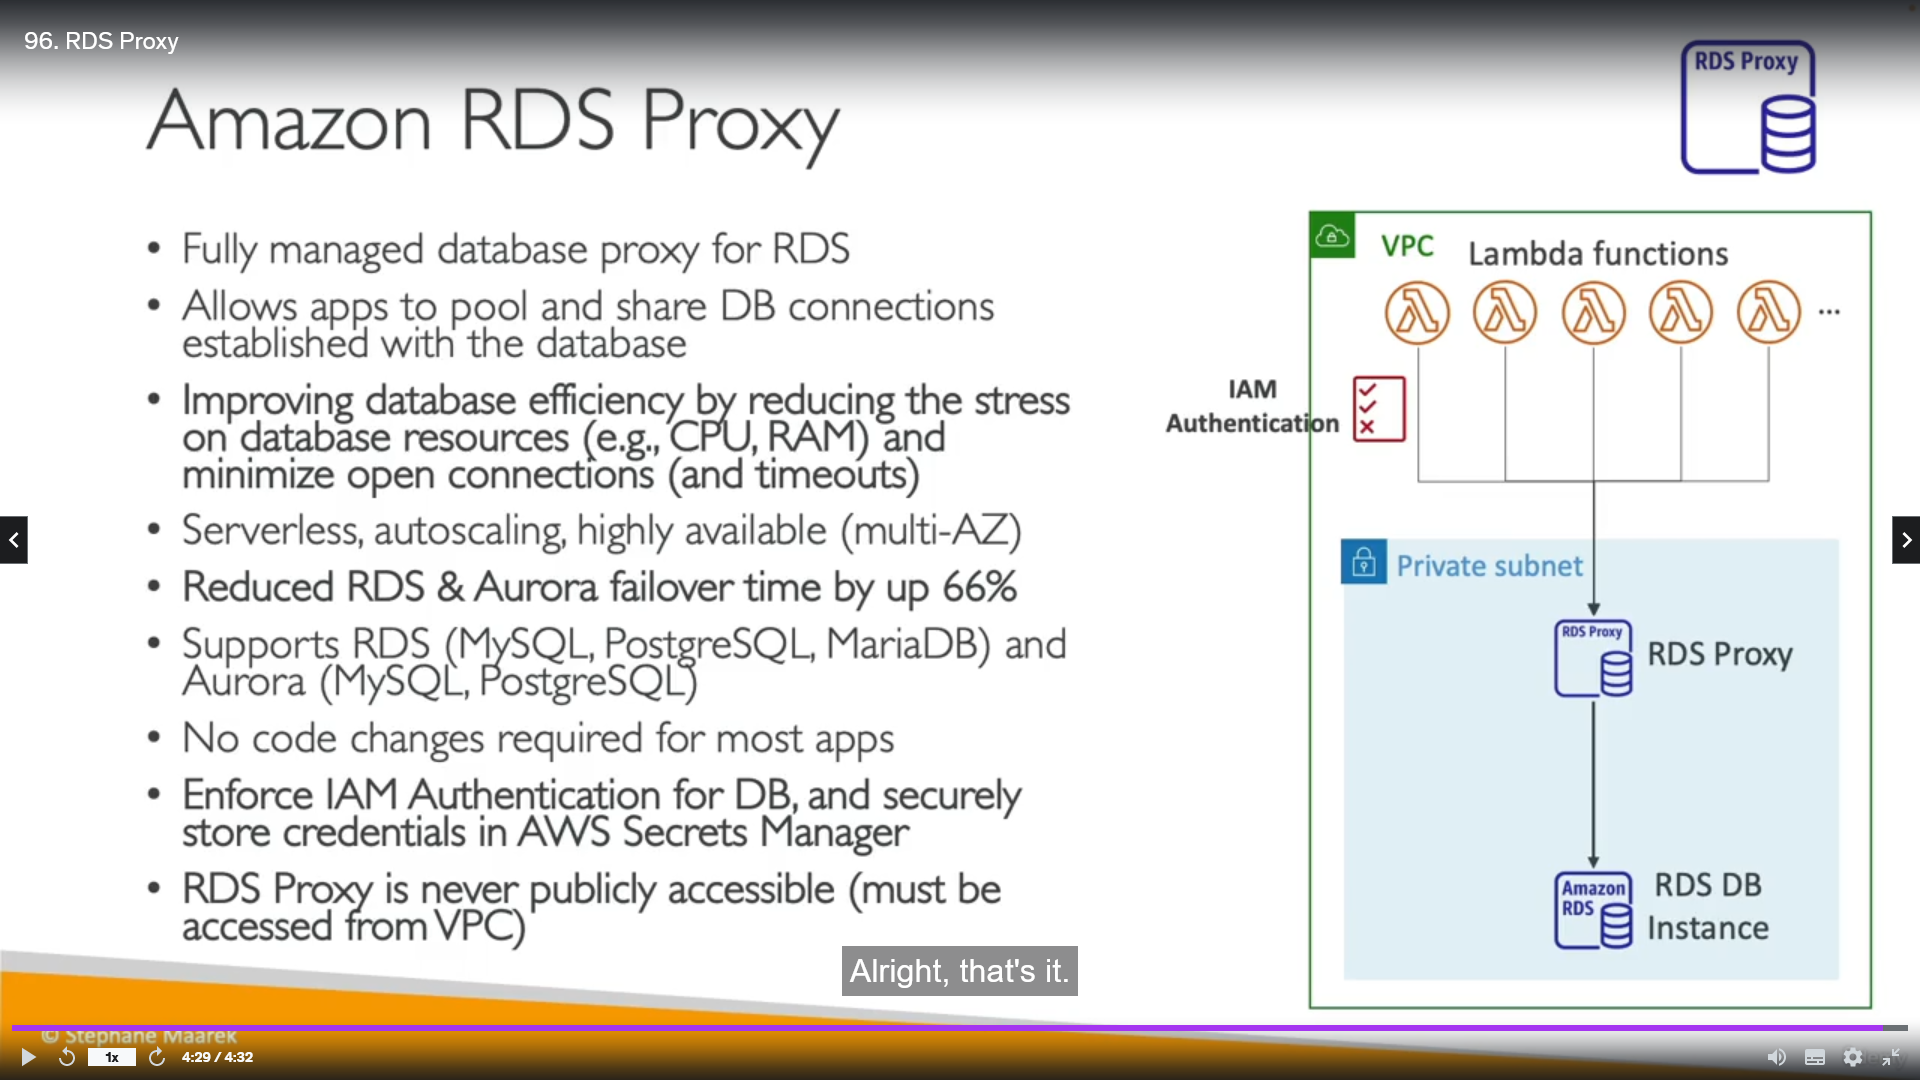 96. RDS Proxy
RDS Proxy
Amazon RDS Proxy
• Fully managed database proxy for RDS
• Allows apps to pool and share DB connections
established with the database
• Improving database efficiency by reducing the stress
on database resources (e.g., CPU, RAM) and
minimize open connections (and timeouts)
• Serverless, autoscaling, highly available (multi-AZ)
• Reduced RDS & Aurora failover time by up 66%
• Supports RDS (MySQL, PostgreSQL, MariaDB) and
Aurora (MySQL, PostgreSQL)
• No code changes required for most apps
• Enforce IAM Authentication for DB, and securely
store credentials in AWS Secrets Manager
• RDS Proxy is never publicly accessible (must be
accessed from VPC)
VPC
Lambda functions
...
IAM
Authentication
Private subnet
RDS Proxy
RDS Proxy
Amazon
RDS
RDS DB
Instance
Alright, that's it.
© Stephane Maarek
1x
4:29 / 4:32